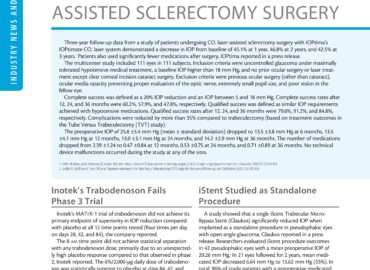 INDUSTRY NEWS AND
ASSISTED SCLERECTOMY SURGERY
Three-year follow-up data from a study of patients undergoing CO₂ laser-assisted sclerectomy surgery with IOPtima's
IOPtimate CO₂ laser system demonstrated a decrease in IOP from baseline of 45.1% at 1 year, 46.8% at 2 years, and 42.5% at
3 years. Patients also used significantly fewer medications after surgery, IOPtima reported in a press release.
The multicenter study included 111 eyes in 111 subjects. Inclusion criteria were uncontrolled glaucoma under maximally
tolerated hypotensive medical treatment, a baseline IOP higher than 18 mm Hg, and no prior ocular surgery or laser treat-
ment except clear corneal incision cataract surgery. Exclusion criteria were previous ocular surgery (other than cataract),
ocular media opacity preventing proper evaluation of the optic nerve, extremely small pupil size, and poor vision in the
fellow eye.
Complete success was defined as a 20% IOP reduction and an IOP between 5 and 18 mm Hg. Complete success rates after
12, 24, and 36 months were 60.2%, 57.9%, and 47.8%, respectively. Qualified success was defined as similar IOP requirements
achieved with hypotensive medications. Qualified success rates after 12, 24, and 36 months were 79.6%, 91.2%, and 84.8%,
respectively. Complications were reduced by more than 35% compared to trabeculectomy (based on treatment outcomes in
the Tube Versus Trabeculectomy [TVT] study).
The preoperative IOP of 25.8 ±5.4 mm Hg (mean ± standard deviation) dropped to 13.5 ±3.8 mm Hg at 6 months, 13.5
±4.1 mm Hg at 12 months, 13.0 ±3.1 mm Hg at 24 months, and 14.2 ±2.9 mm Hg at 36 months. The number of medications
dropped from 2.39 ±1.24 to 0.47 ±0.84 at 12 months, 0.53 ±0.75 at 24 months, and 0.71 ±0.89 at 36 months. No technical
device malfunctions occurred during the study at any of the sites.
Inotek's Trabodenoson Fails
Phase 3 Trial
Inotek's MATrX-1 trial of trabodenoson did not achieve its
primary endpoint of superiority in IOP reduction compared
with placebo at all 12 time points tested (four times per day
on days 28, 42, and 84), the company reported.
The 8 AM time point did not achieve statistical separation
with any trabodenoson dose, primarily due to an unexpected-
ly high placebo response compared to that observed in phase
2, Inotek reported. The 6%/2,000 µg daily dose of trabodeno-
son was statistically superior to placebo at days 84, 42, and
iStent Studied as Standalone
Procedure
A study showed that a single iStent Trabecular Micro-
Bypass Stent (Glaukos) significantly reduced IOP when
implanted as a standalone procedure in pseudophakic eyes
with open-angle glaucoma, Glaukos reported in a press
release. Researchers evaluated iStent procedure outcomes
in 42 pseudophakic eyes with a mean preoperative IOP of
20.26 mm Hg. In 21 eyes followed for 2 years, mean medi-
cated IOP decreased 6.64 mm Hg to 13.62 mm Hg (33%). In
total, 96% of study patients with a preoperative medicated